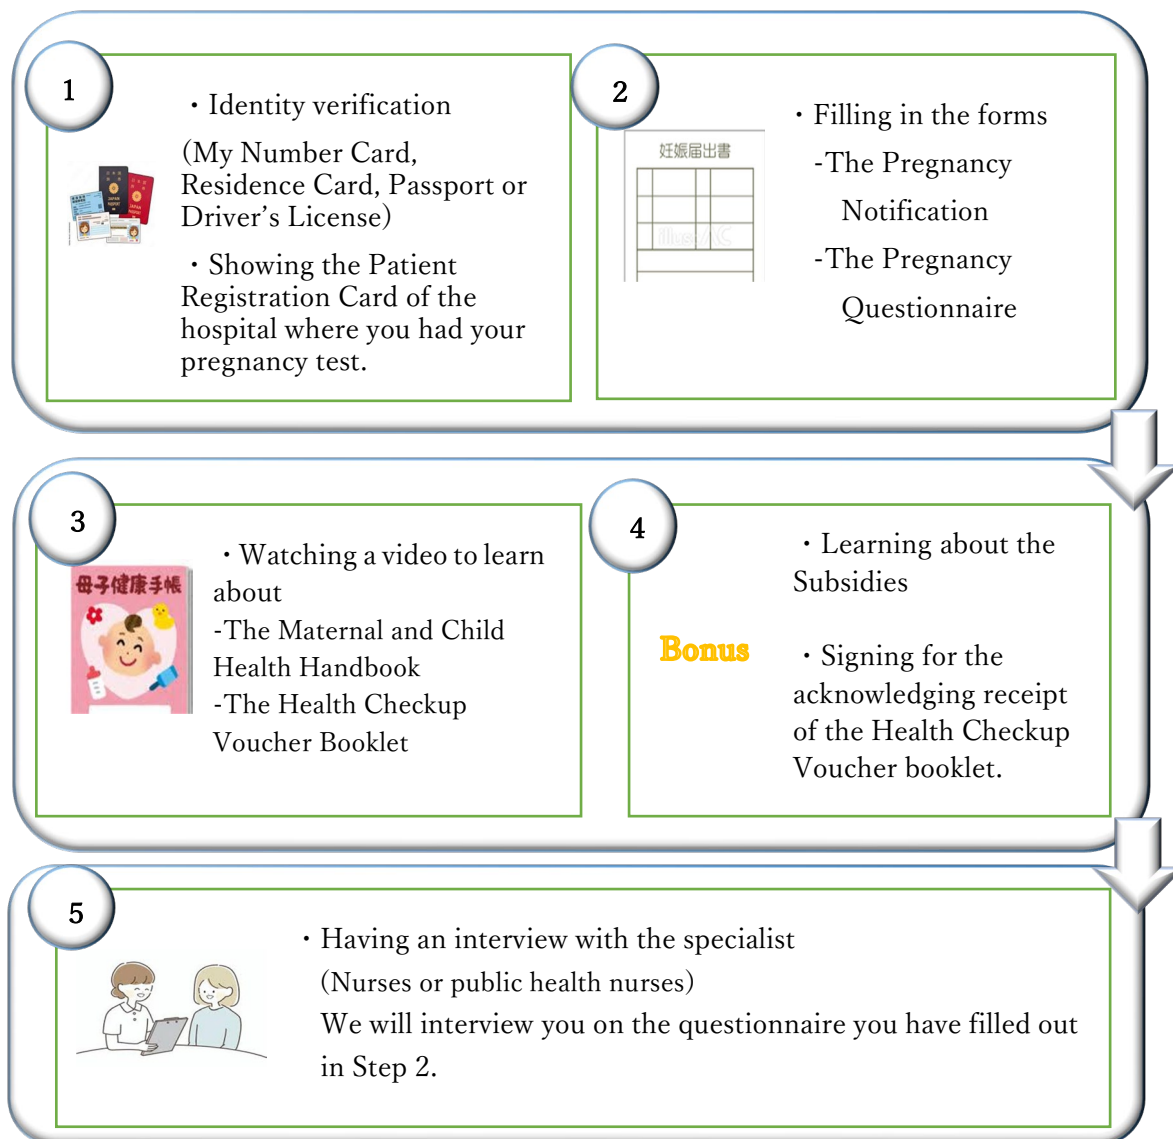 1
・Identity verification
(My Number Card,
Residence Card, Passport or
Driver's License)
・Showing the Patient
Registration Card of the
hospital where you had your
pregnancy test.
2
妊娠届出書
illustAC
・Filling in the forms
-The Pregnancy
Notification
-The Pregnancy
Questionnaire
3
母子健康手帳
・Watching a video to learn
about
-The Maternal and Child
Health Handbook
-The Health Checkup
Voucher Booklet
4
Bonus
・Learning about the
Subsidies
・Signing for the
acknowledging receipt
of the Health Checkup
Voucher booklet.
5
・Having an interview with the specialist
(Nurses or public health nurses)
We will interview you on the questionnaire you have filled out
in Step 2.